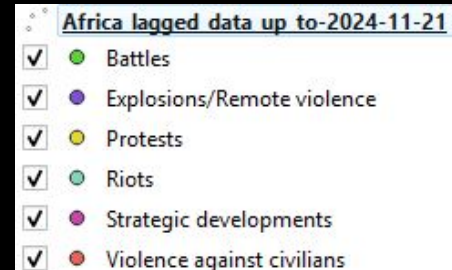 Africa lagged data up to-2024-11-21
Battles
Explosions/Remote violence
Protests
Riots
Strategic developments
Violence against civilians